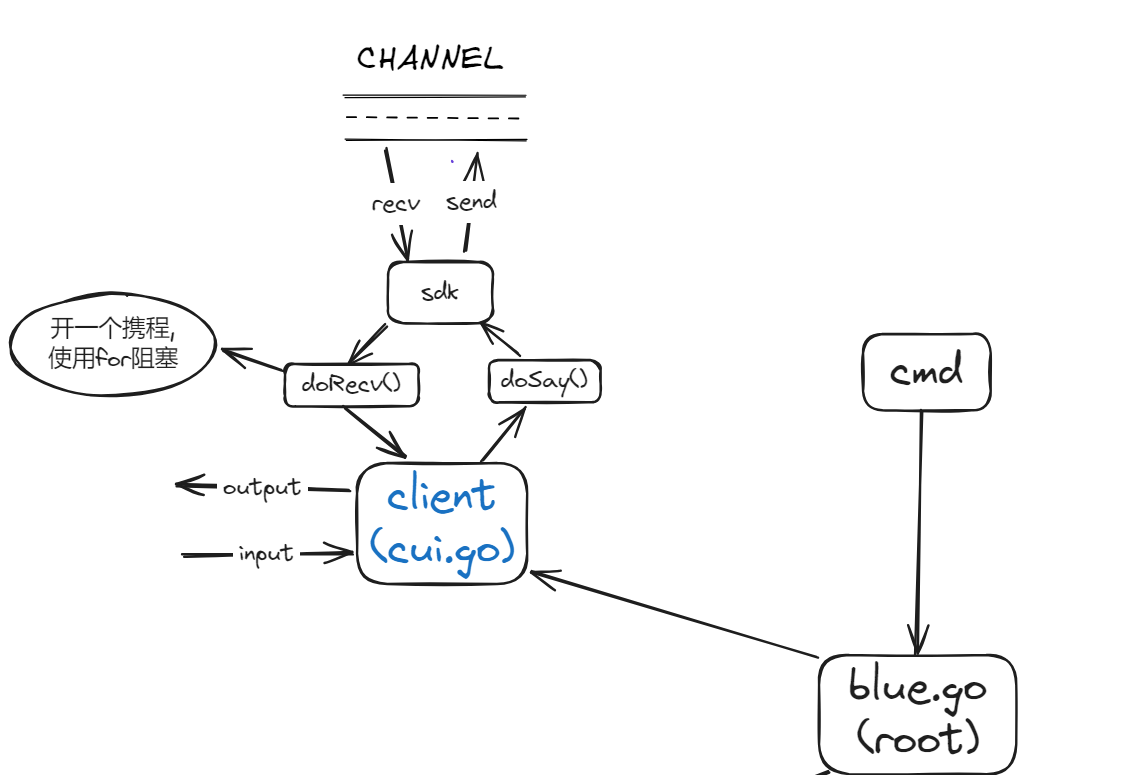 CHANNEL
recv
send
sdk
开一个携程,
使用for阻塞
doRecv()
doSay()
cmd
client
(cui.go)
output
input
blue.go
(root)